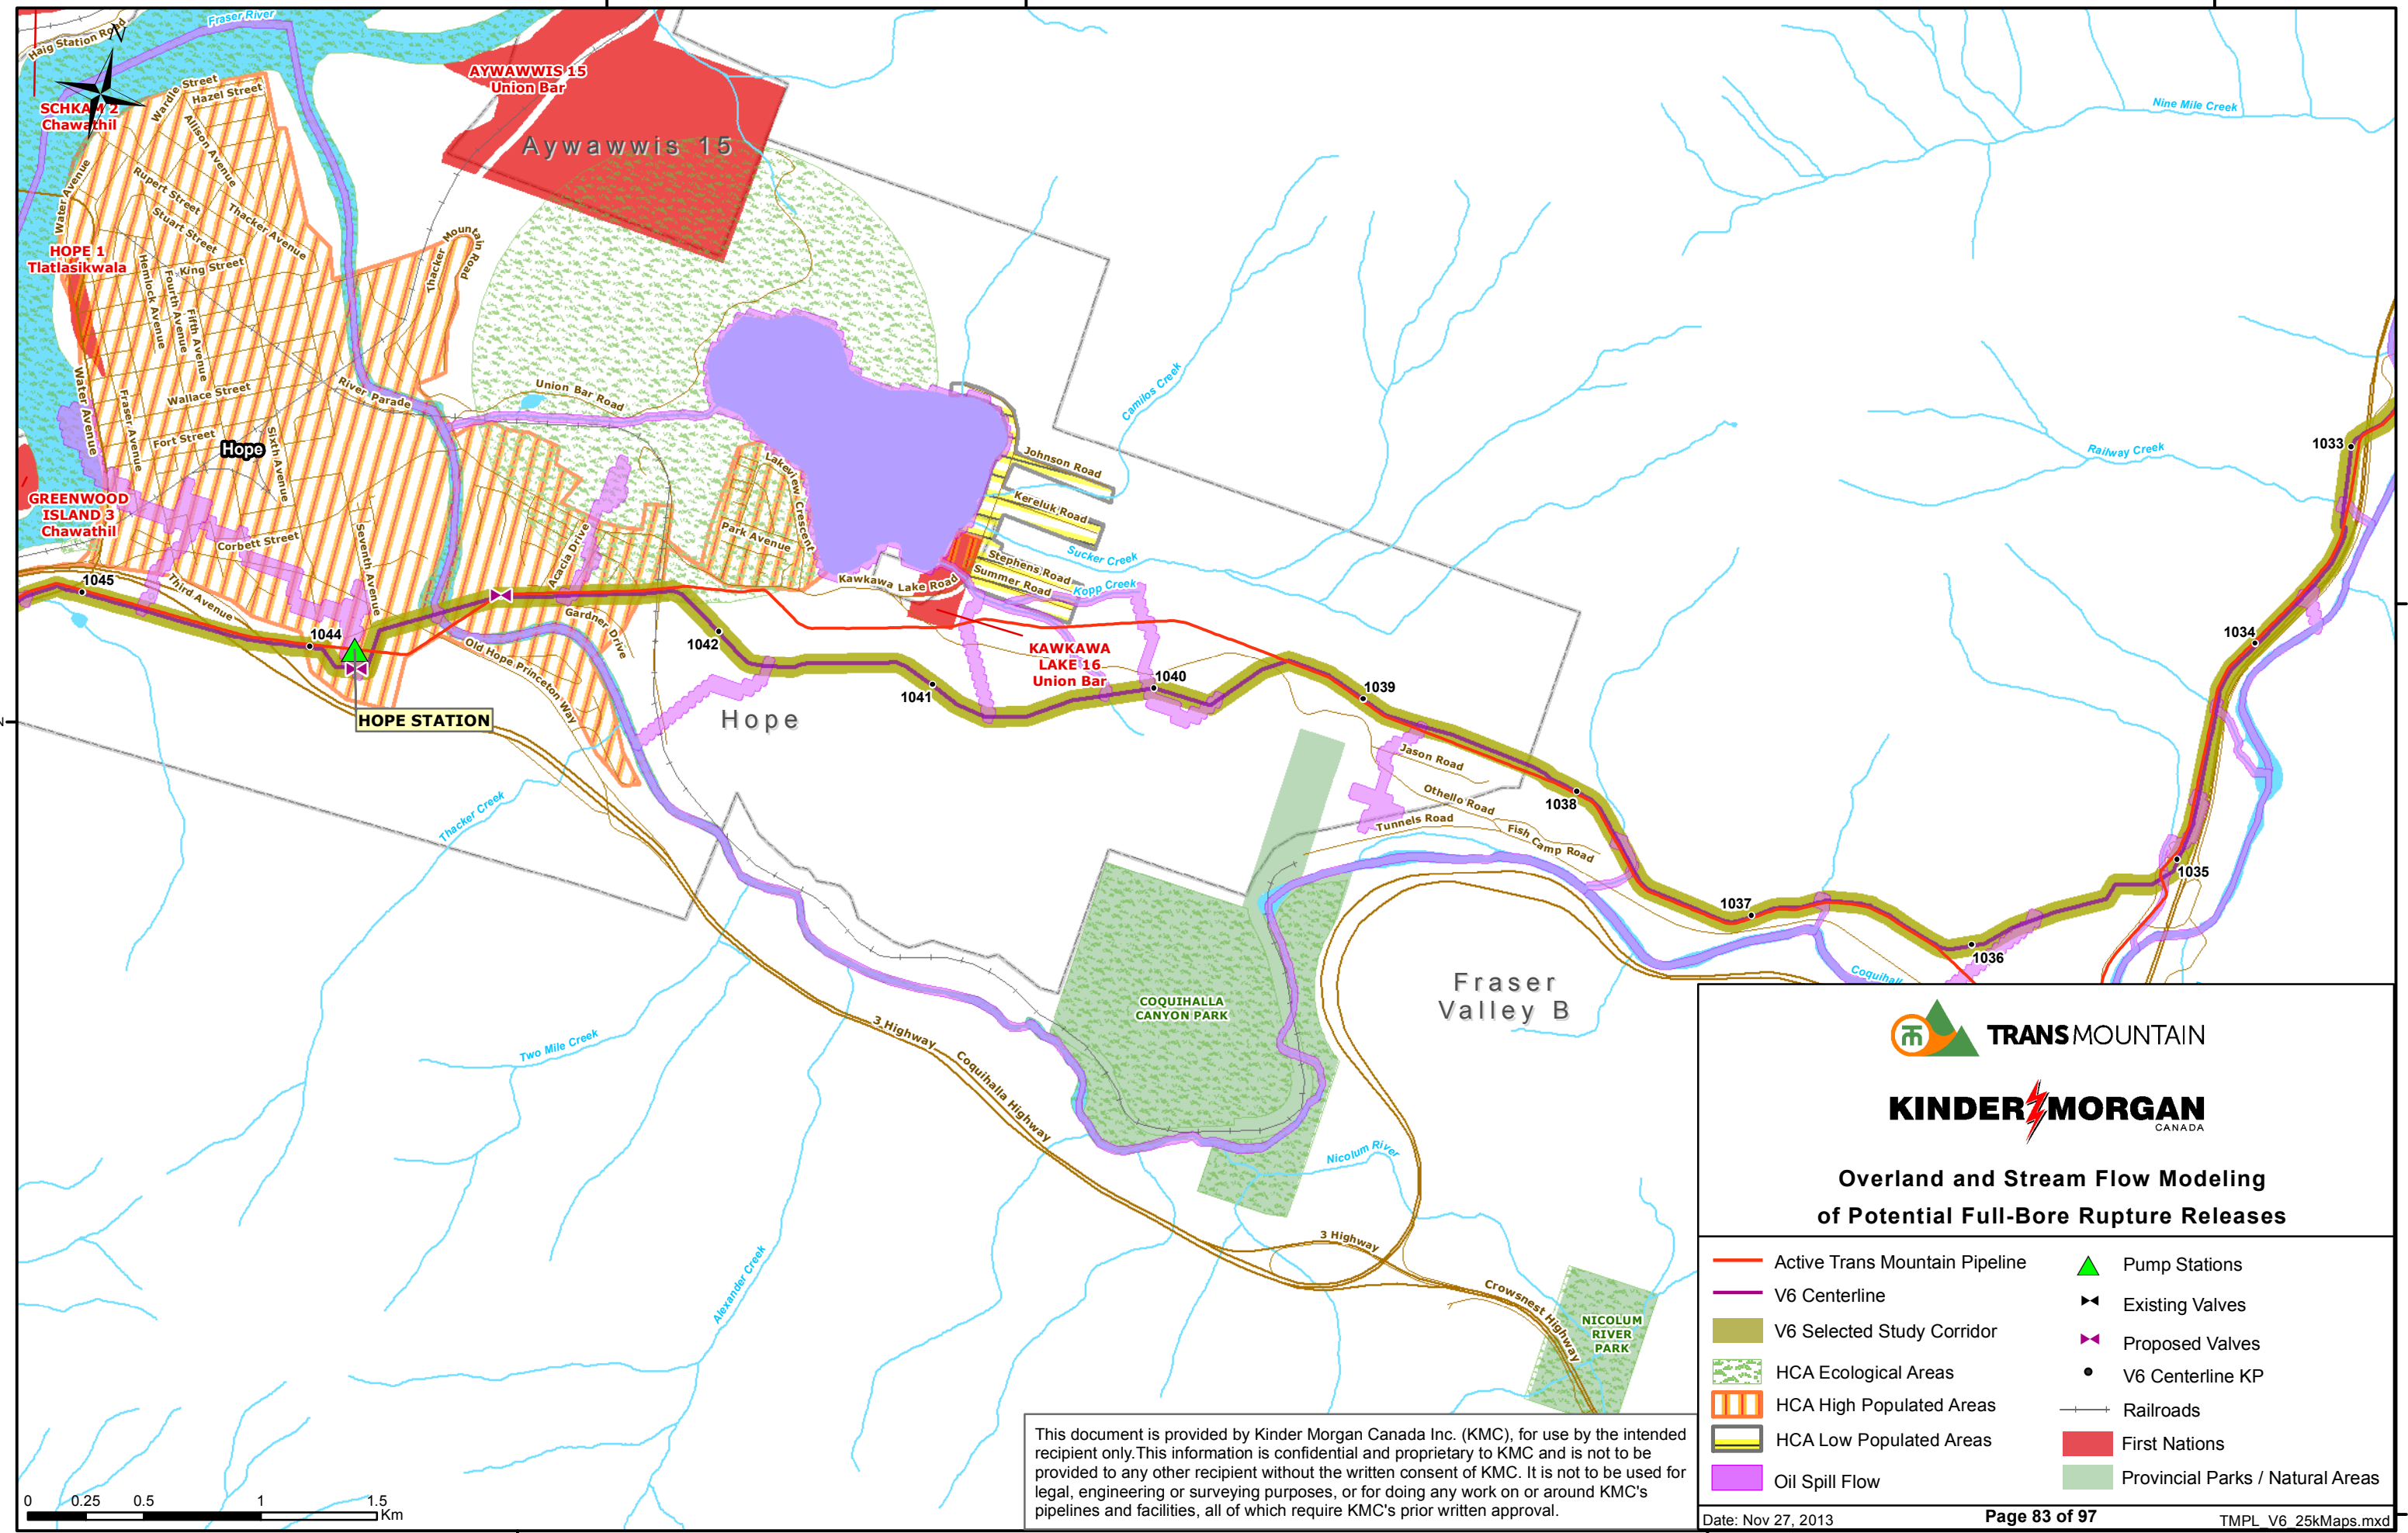 Fraser River
Haig Station Road
N
SCHKAM 2
Chawathil
Wardle Street
Hazel Street
Allison Avenue
Water Avenue
Rupert Street
Stuart Street
Thacker Avenue
HOPE 1
Tlatlasikwala
King Street
Hemlock Avenue
Fourth Avenue
Fifth Avenue
Thacker Mountain Road
AYWAWWIS 15
Union Bar
Aywawwis 15
Nine Mile Creek
Water Avenue
Fraser Avenue
Wallace Street
River Parade
Union Bar Road
Fort Street
Hope
Sixth Avenue
Lakeview Crescent
Johnson Road
Camilos Creek
Kereluk Road
Railway Creek
1033
GREENWOOD
ISLAND 3
Chawathil
Corbett Street
Seventh Avenue
Acacia Drive
Park Avenue
Sucker Creek
Stephens Road
Summer Road
Kopp Creek
Kawkawa Lake Road
1045
Third Avenue
1044
Gardner Drive
Old Hope Princeton Way
1042
KAWKAWA
LAKE 16
Union Bar
1041
1040
1039
1034
HOPE STATION
Hope
N
Jason Road
Othello Road
Tunnels Road
Fish Camp Road
1038
1037
1036
1035
Thacker Creek
Coquihall
COQUIHALLA
CANYON PARK
Fraser
Valley B
Two Mile Creek
3 Highway
Coquihalla Highway
Nicolum River
Alexander Creek
3 Highway
Crowsnest Highway
NICOLUM
RIVER
PARK
TRANSMOUNTAIN
KINDER MORGAN
CANADA
Overland and Stream Flow Modeling
of Potential Full-Bore Rupture Releases
Active Trans Mountain Pipeline
V6 Centerline
V6 Selected Study Corridor
HCA Ecological Areas
HCA High Populated Areas
HCA Low Populated Areas
Oil Spill Flow
Pump Stations
Existing Valves
Proposed Valves
V6 Centerline KP
Railroads
First Nations
Provincial Parks / Natural Areas
This document is provided by Kinder Morgan Canada Inc. (KMC), for use by the intended
recipient only.This information is confidential and proprietary to KMC and is not to be
provided to any other recipient without the written consent of KMC. It is not to be used for
legal, engineering or surveying purposes, or for doing any work on or around KMC's
pipelines and facilities, all of which require KMC's prior written approval.
0 0.25 0.5 1 1.5
Km
Date: Nov 27, 2013
Page 83 of 97
TMPL_V6_25kMaps.mxd